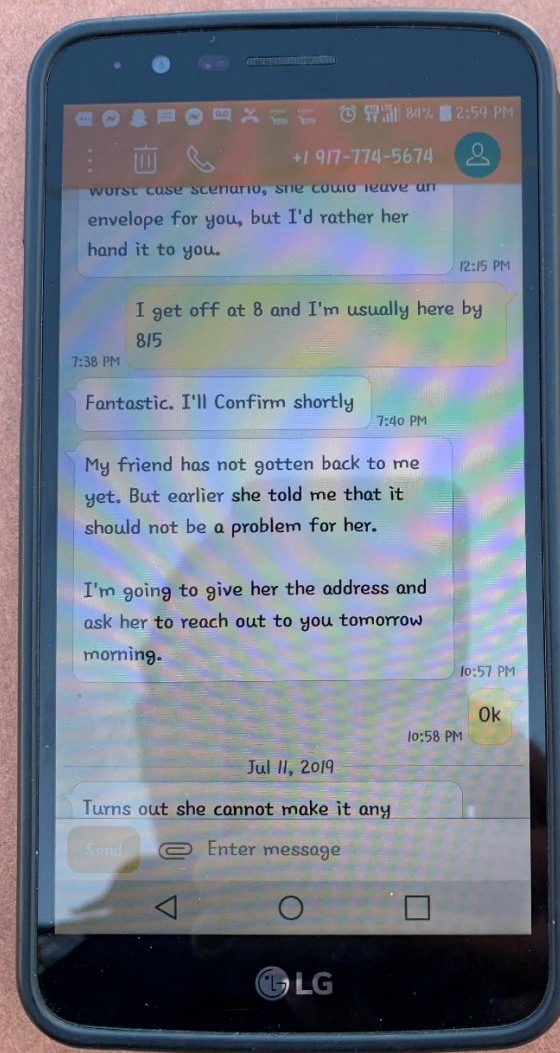 84% 2:59 PM
+1 917-774-5674
worst case scenario, she could leave an
envelope for you, but I'd rather her
hand it to you.
12:15 PM
I get off at 8 and I'm usually here by
815
7:38 PM
Fantastic. I'll Confirm shortly
7:40 PM
My friend has not gotten back to me
yet. But earlier she told me that it
should not be a problem for her.
I'm going to give her the address and
ask her to reach out to you tomorrow
morning.
10:57 PM
Ok
10:58 PM
Jul 11, 2019
Turns out she cannot make it any
Send
Enter message
LG